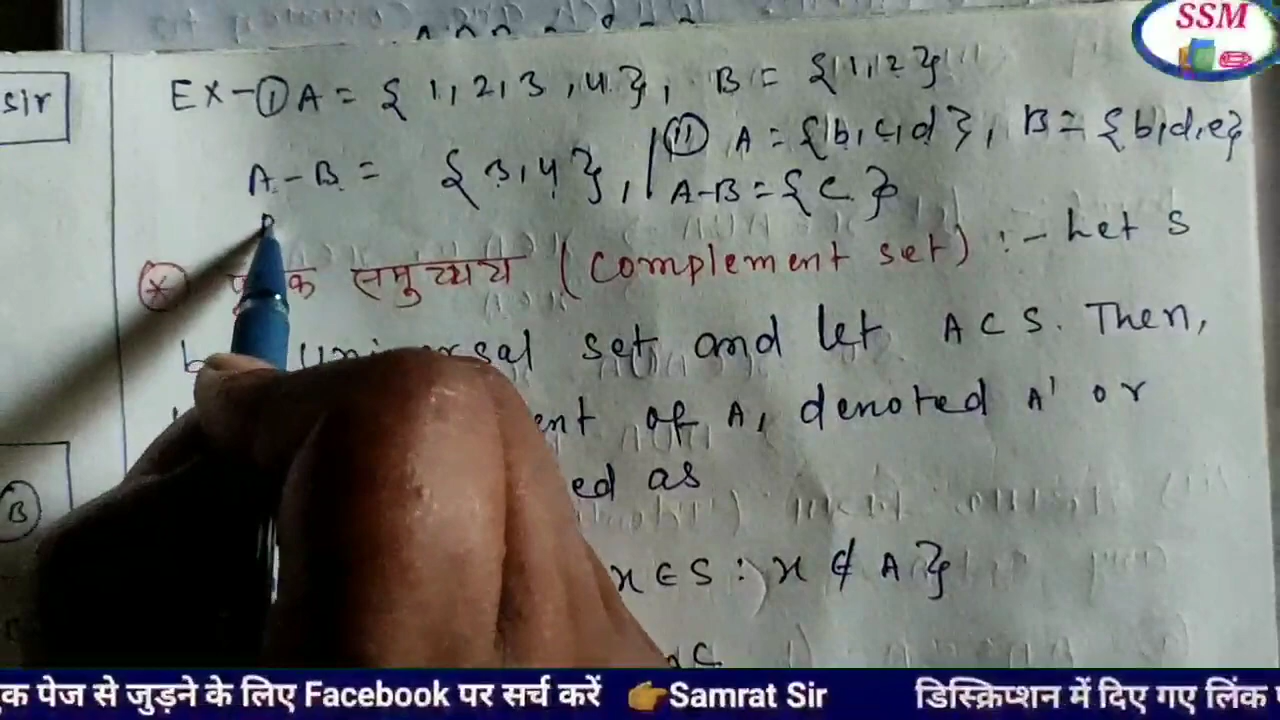 SSM
sir
EX-① A = { 1, 2, 3, 4 }, B = { 1, 2 }
A - B = { 3, 4 },
(ii) A = { b, c, d }, B = { b, d, e }
A - B = { c }
समुच्चय (Complement set) :- Let S
set and let A ⊂ S. Then,
of A, denoted A' or
as
x ∈ S : x ∉ A }
B
पेज से जुड़ने के लिए Facebook पर सर्च करें 👉Samrat Sir डिस्क्रिप्शन में दिए गए लिंक